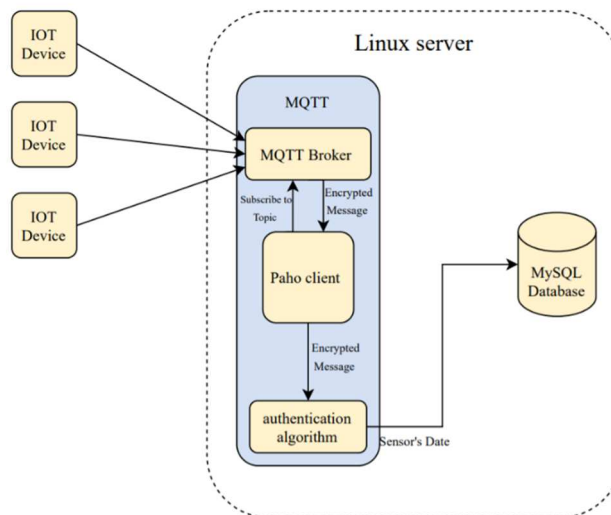 IOT
Device
IOT
Device
IOT
Device
Linux server
MQTT
MQTT Broker
Subscribe to
Topic
Encrypted
Message
Paho client
Encrypted
Message
authentication
algorithm
Sensor's Date
MySQL
Database